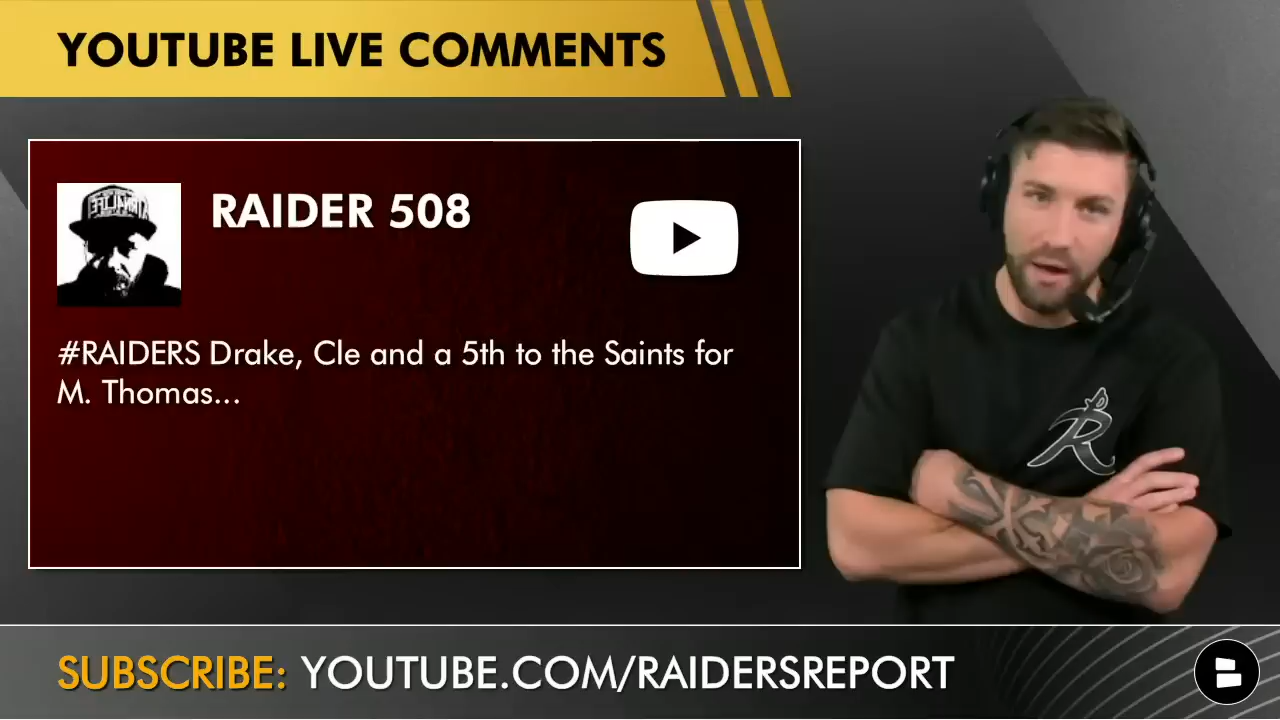 YOUTUBE LIVE COMMENTS
RAIDER 508
#RAIDERS Drake, Cle and a 5th to the Saints for
M. Thomas...
R
SUBSCRIBE: YOUTUBE.COM/RAIDERSREPORT